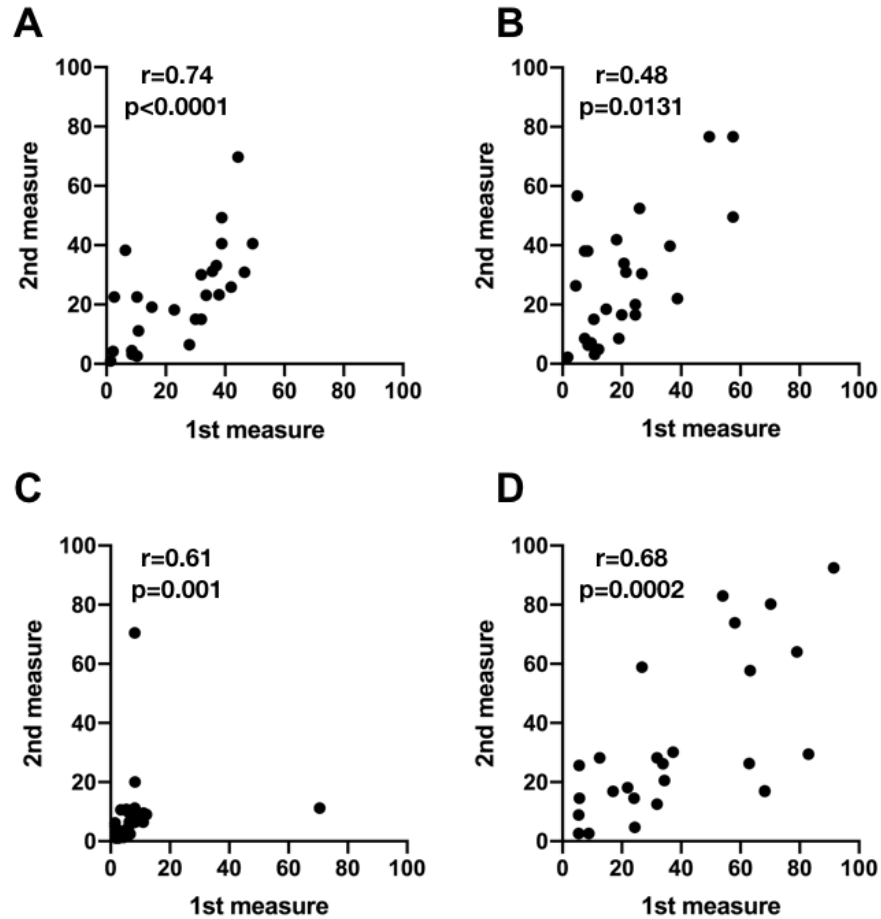 A
r=0.74
p<0.0001
100
80
60
40
20
0
2nd measure
0 20 40 60 80 100
1st measure
B
r=0.48
p=0.0131
100
80
60
40
20
0
2nd measure
0 20 40 60 80 100
1st measure
C
r=0.61
p=0.001
100
80
60
40
20
0
2nd measure
0 20 40 60 80 100
1st measure
D
r=0.68
p=0.0002
100
80
60
40
20
0
2nd measure
0 20 40 60 80 100
1st measure